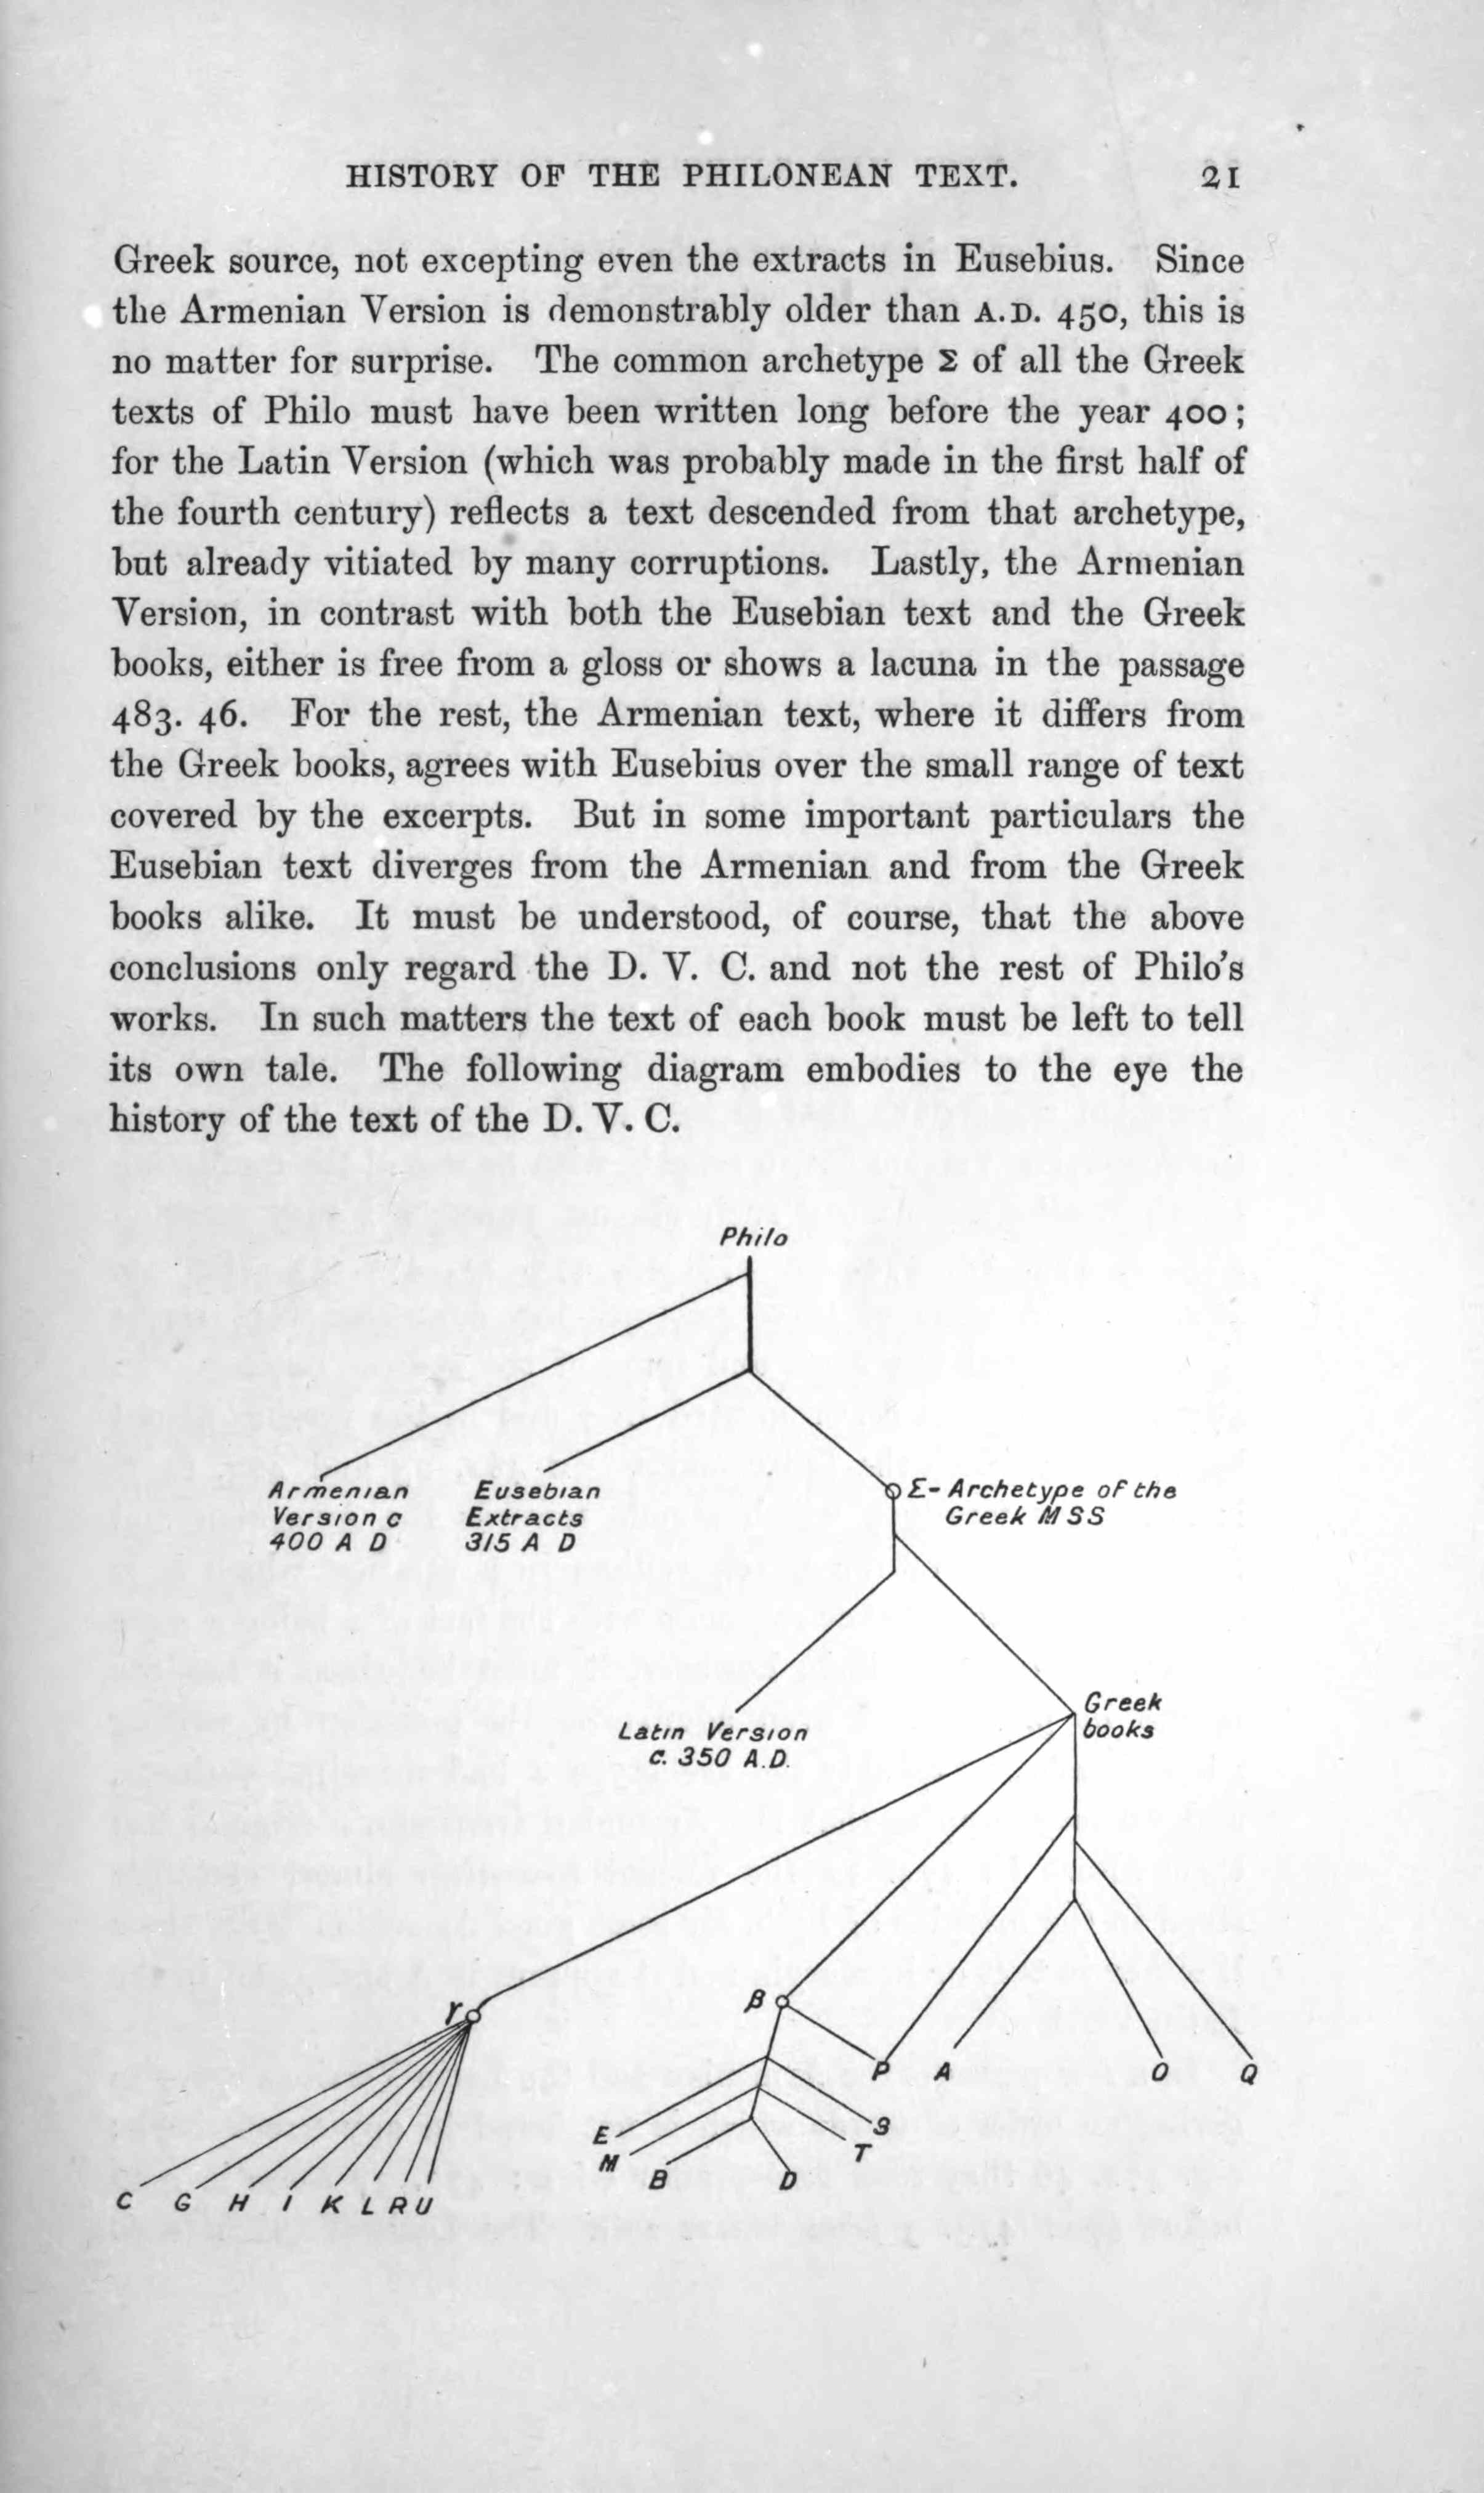 HISTORY OF THE PHILONEAN TEXT. 21
Greek source, not excepting even the extracts in Eusebius. Since
the Armenian Version is demonstrably older than A.D. 450, this is
no matter for surprise. The common archetype Σ of all the Greek
texts of Philo must have been written long before the year 400;
for the Latin Version (which was probably made in the first half of
the fourth century) reflects a text descended from that archetype,
but already vitiated by many corruptions. Lastly, the Armenian
Version, in contrast with both the Eusebian text and the Greek
books, either is free from a gloss or shows a lacuna in the passage
483. 46. For the rest, the Armenian text, where it differs from
the Greek books, agrees with Eusebius over the small range of text
covered by the excerpts. But in some important particulars the
Eusebian text diverges from the Armenian and from the Greek
books alike. It must be understood, of course, that the above
conclusions only regard the D. V. C. and not the rest of Philo's
works. In such matters the text of each book must be left to tell
its own tale. The following diagram embodies to the eye the
history of the text of the D. V. C.
Philo
Armenian
Version c
400 A D
Eusebian
Extracts
315 A D
Σ- Archetype of the
Greek MSS
Latin Version
c. 350 A.D.
Greek
books
γ
β
P A O Q
E
M
B
D
T
S
C G H I K L R U